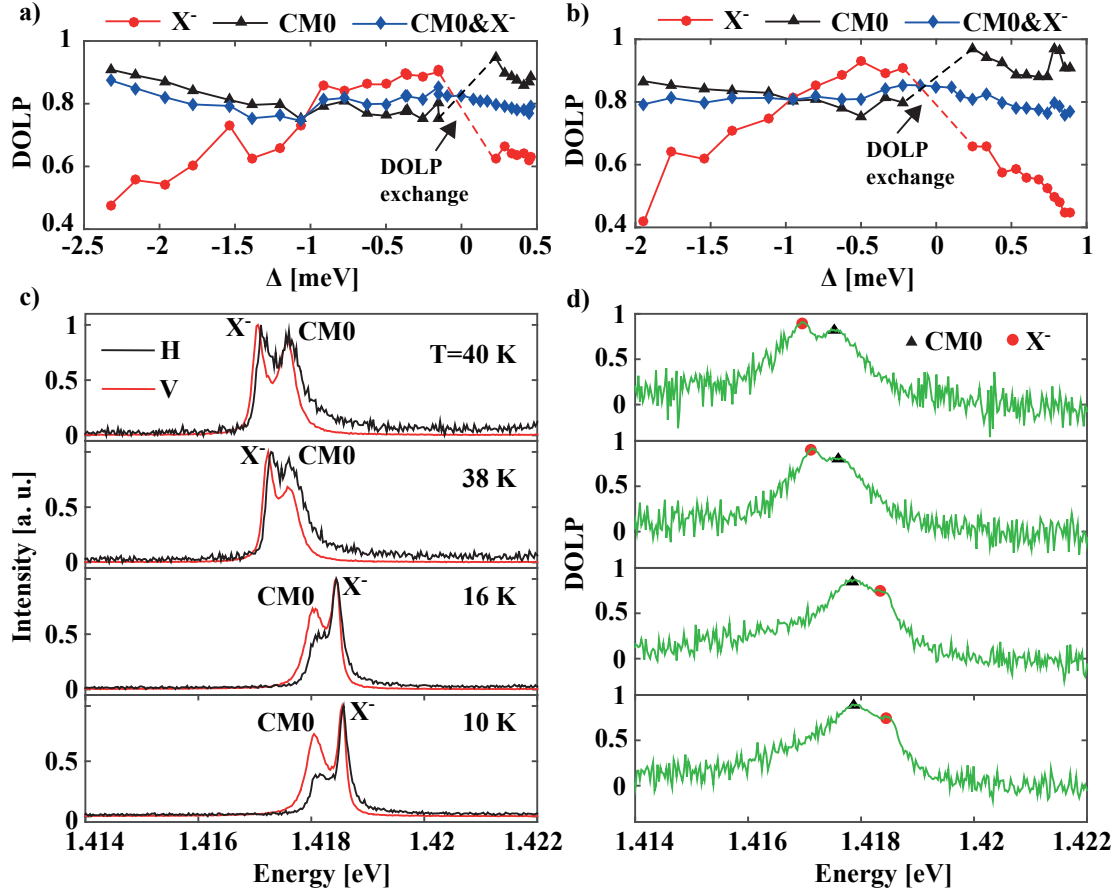 a) X⁻ CM0 CM0&X⁻
1
0.8
0.6
0.4
DOLP
DOLP
exchange
-2.5 -2 -1.5 -1 -0.5 0 0.5
Δ [meV]
b) X⁻ CM0 CM0&X⁻
1
0.8
0.6
0.4
DOLP
DOLP
exchange
-2 -1.5 -1 -0.5 0 0.5 1
Δ [meV]
c)
1
0.5
0
H
V
X⁻
CM0
T=40 K
1
0.5
0
X⁻
CM0
38 K
1
0.5
0
CM0
X⁻
16 K
1
0.5
0
CM0
X⁻
10 K
Intensity [a. u.]
1.414 1.416 1.418 1.42 1.422
Energy [eV]
d)
CM0 X⁻
1
0.5
0
1
0.5
0
1
0.5
0
1
0.5
0
DOLP
1.414 1.416 1.418 1.42 1.422
Energy [eV]